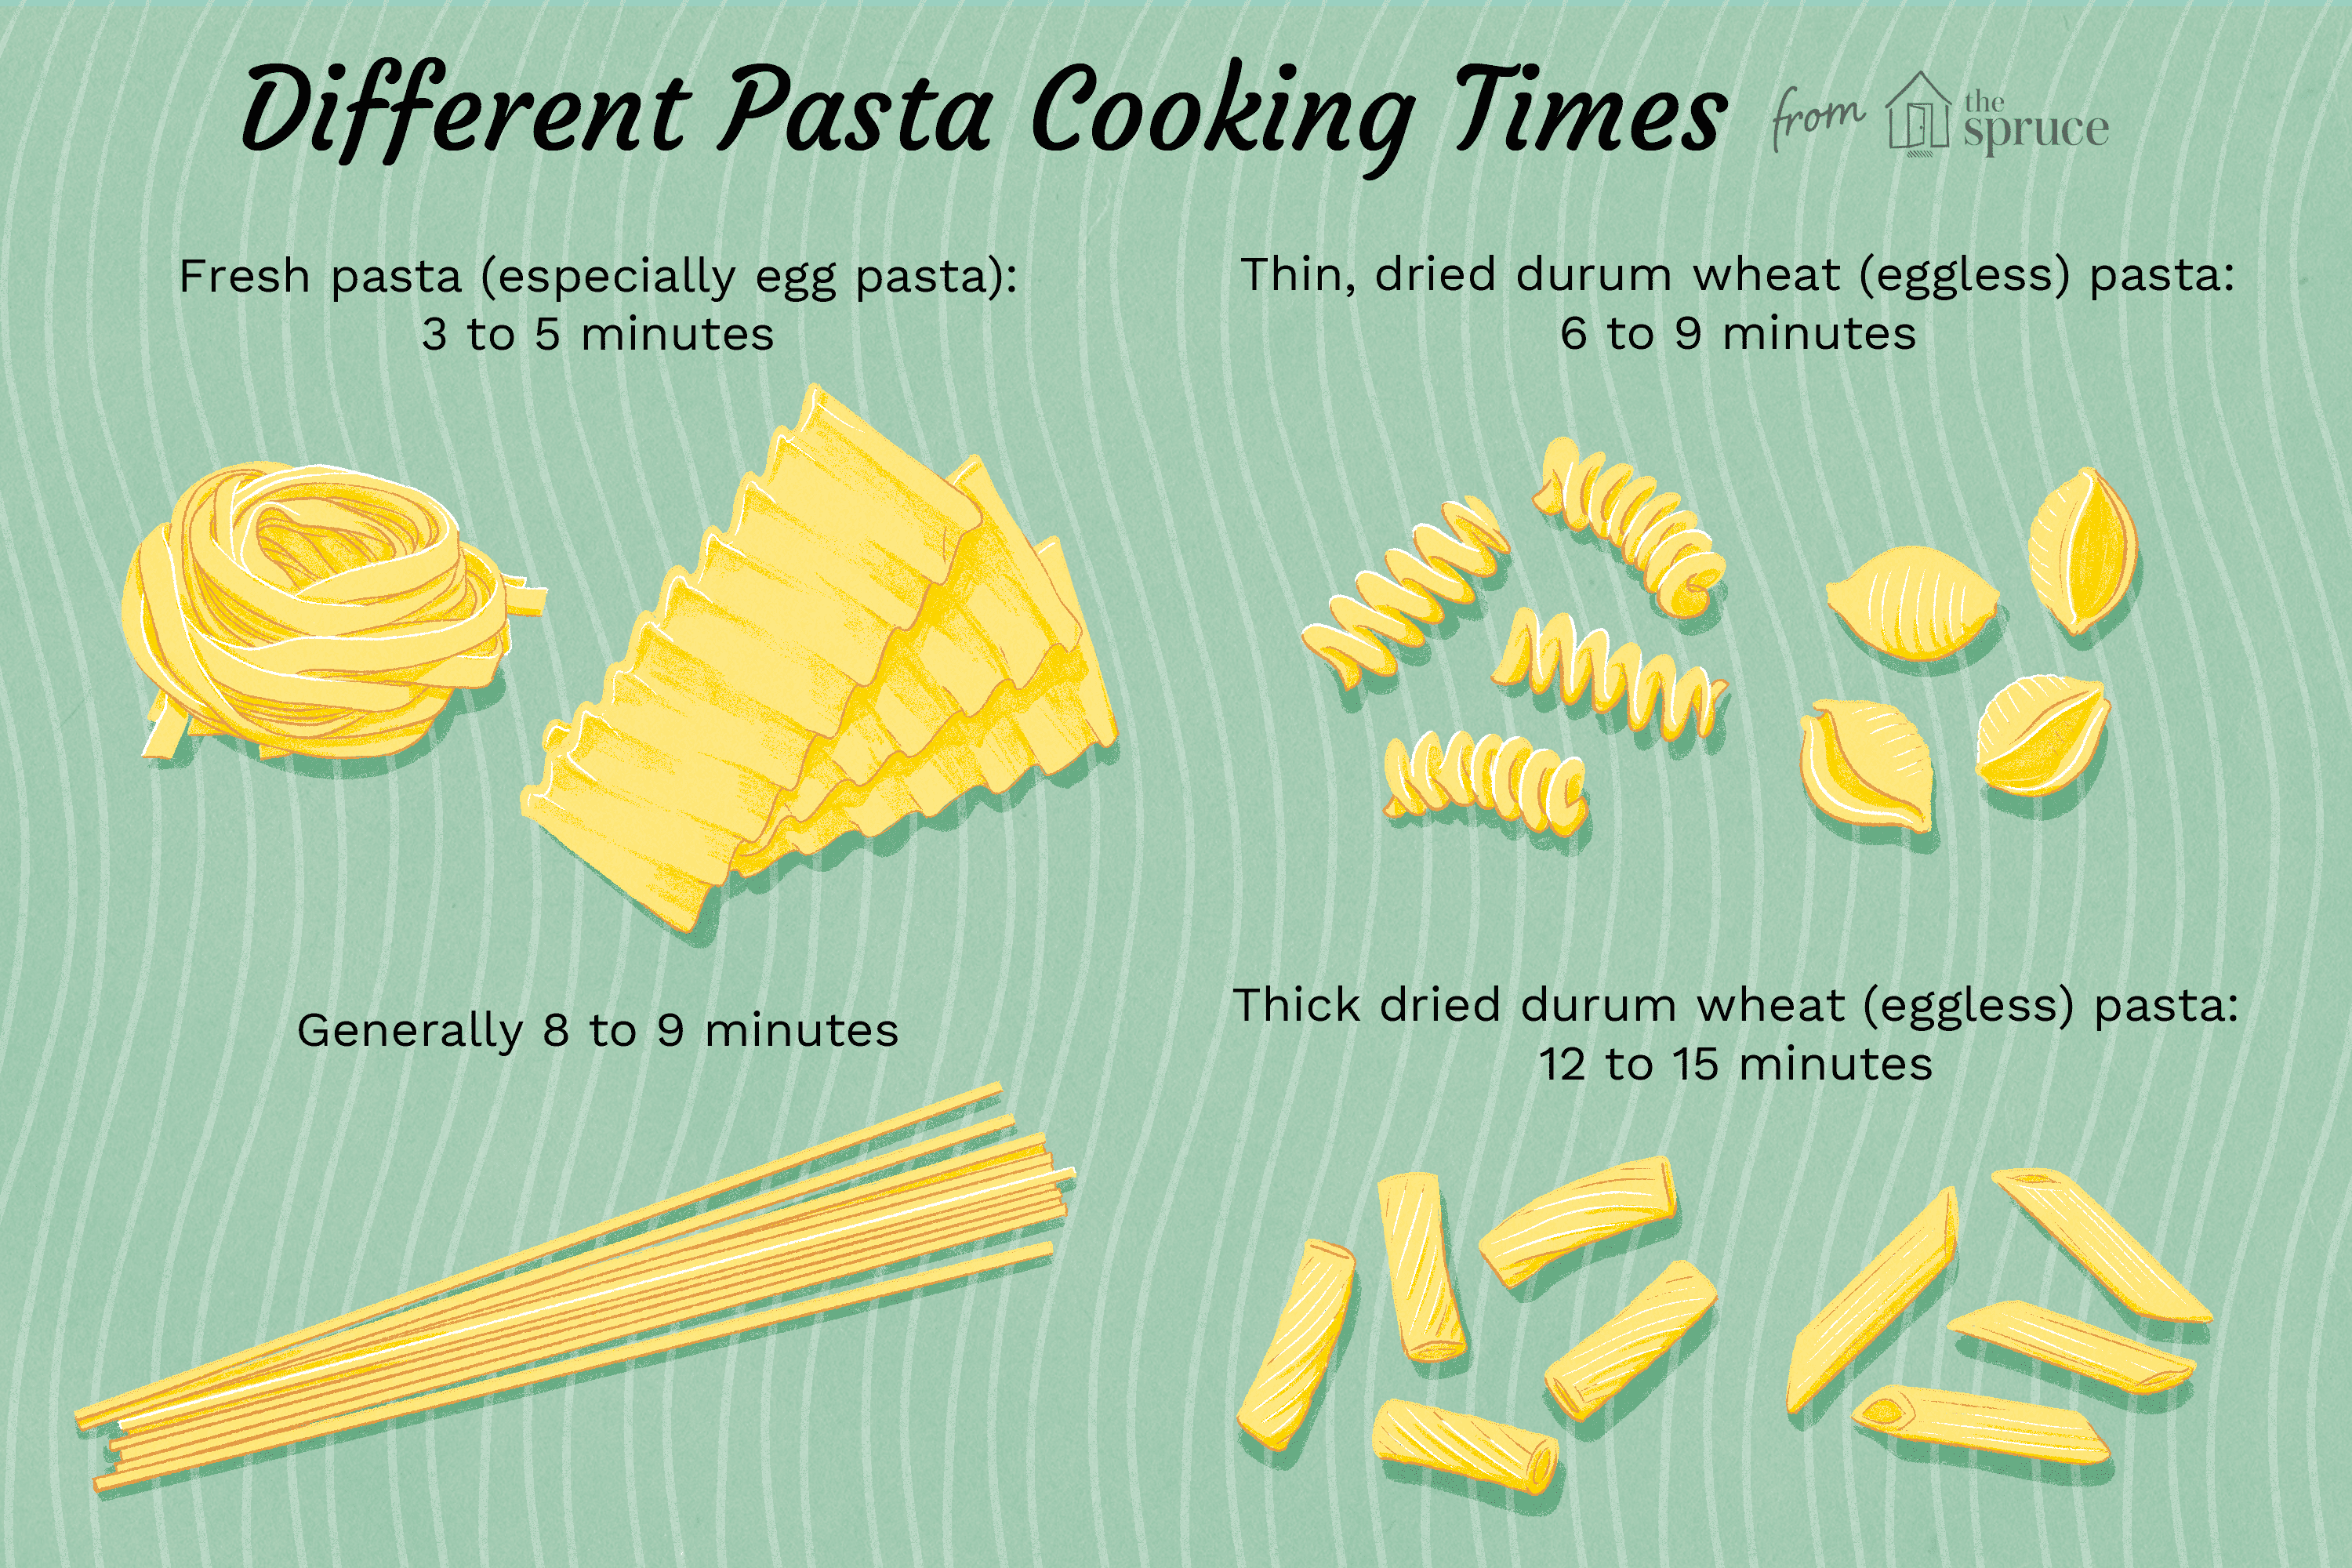 Different Pasta Cooking Times from the spruce
Fresh pasta (especially egg pasta):
3 to 5 minutes
Thin, dried durum wheat (eggless) pasta:
6 to 9 minutes
Generally 8 to 9 minutes
Thick dried durum wheat (eggless) pasta:
12 to 15 minutes